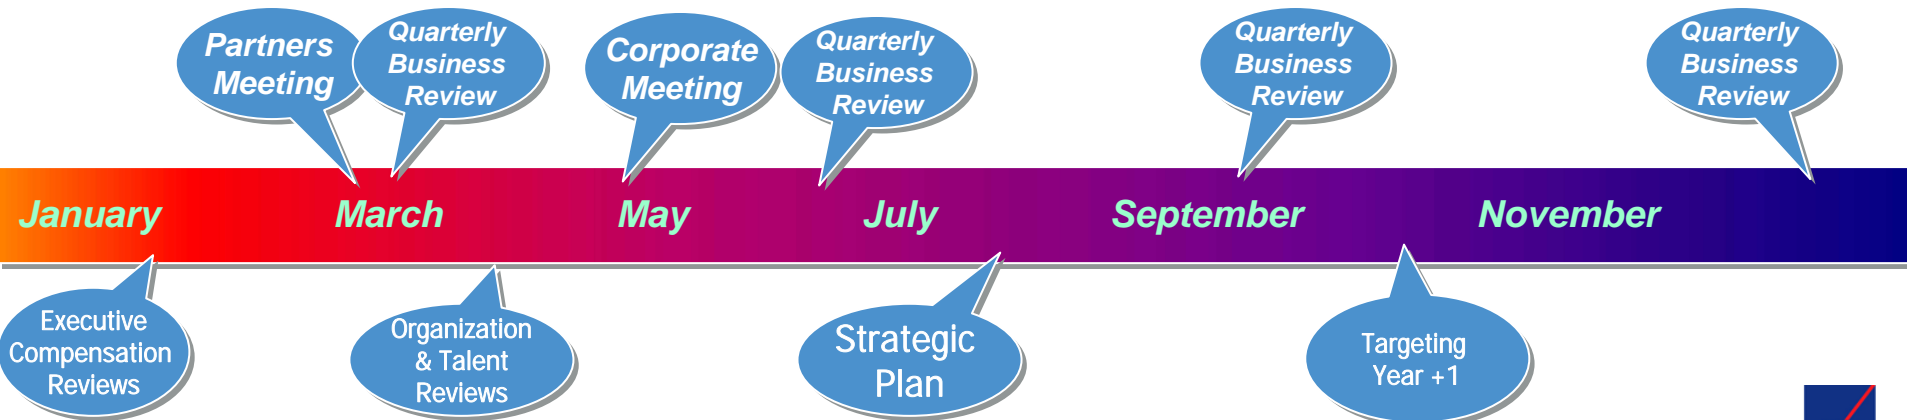 Partners
Meeting
Quarterly
Business
Review
Corporate
Meeting
Quarterly
Business
Review
Quarterly
Business
Review
Quarterly
Business
Review
January
March
May
July
September
November
Executive
Compensation
Reviews
Organization
& Talent
Reviews
Strategic
Plan
Targeting
Year +1